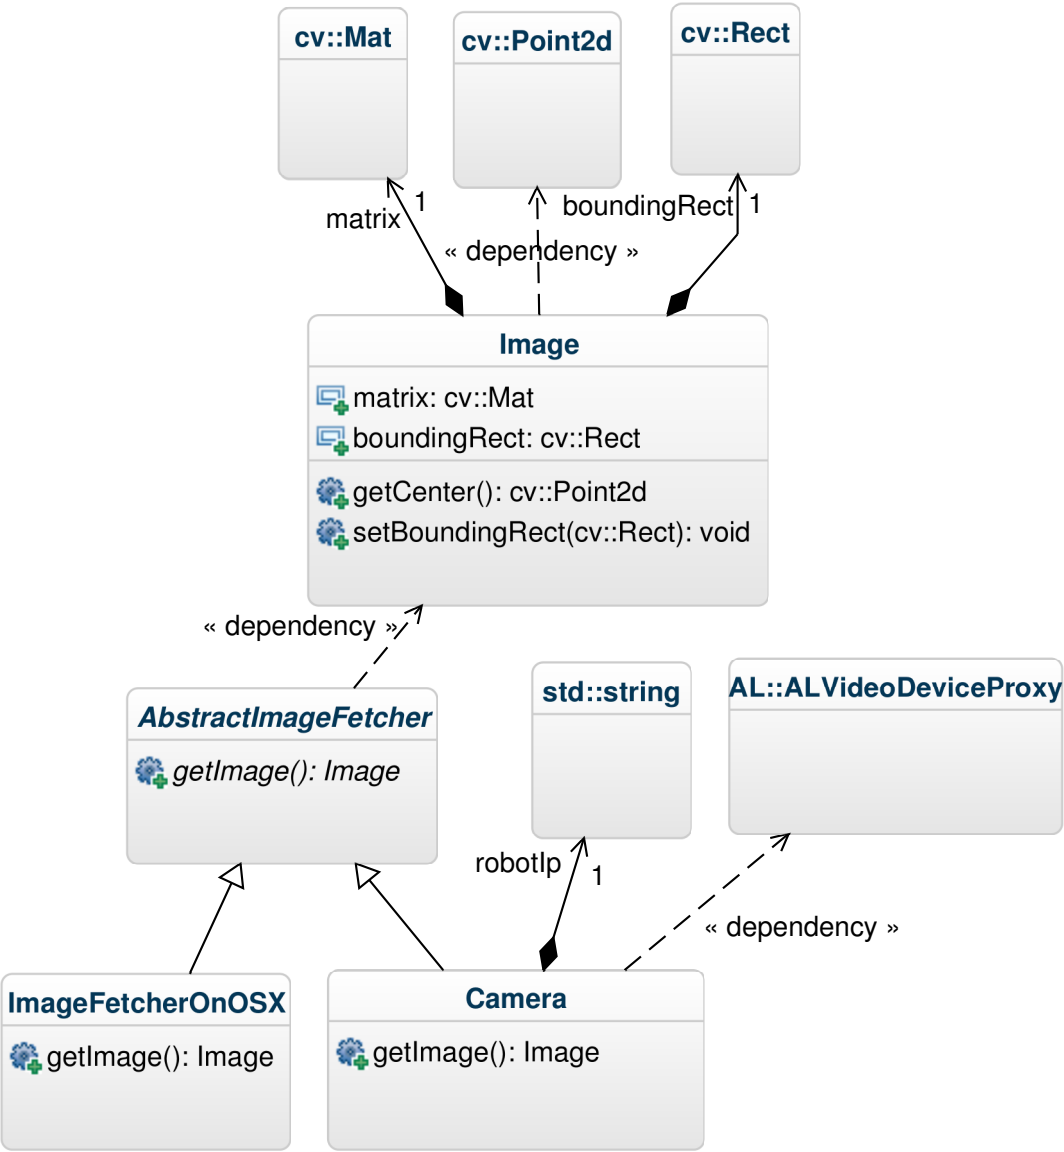 cv::Mat
cv::Point2d
cv::Rect
matrix
1
boundingRect
1
« dependency »
Image
matrix: cv::Mat
boundingRect: cv::Rect
getCenter(): cv::Point2d
setBoundingRect(cv::Rect): void
« dependency »
AbstractImageFetcher
getImage(): Image
std::string
AL::ALVideoDeviceProxy
robotIp
1
« dependency »
ImageFetcherOnOSX
getImage(): Image
Camera
getImage(): Image